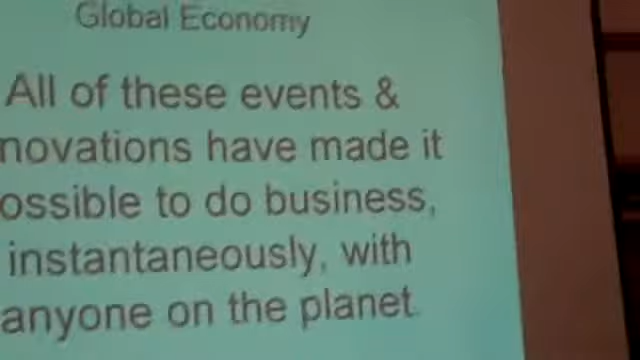 Global Economy
All of these events &
novations have made it
ossible to do business,
instantaneously, with
anyone on the planet.